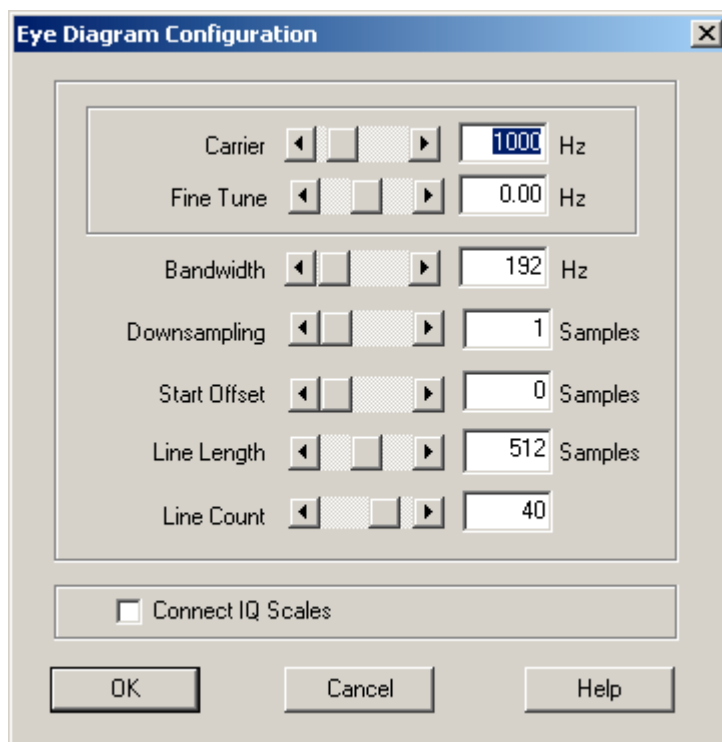 Eye Diagram Configuration
Carrier 1000 Hz
Fine Tune 0.00 Hz
Bandwidth 192 Hz
Downsampling 1 Samples
Start Offset 0 Samples
Line Length 512 Samples
Line Count 40
Connect IQ Scales
OK Cancel Help